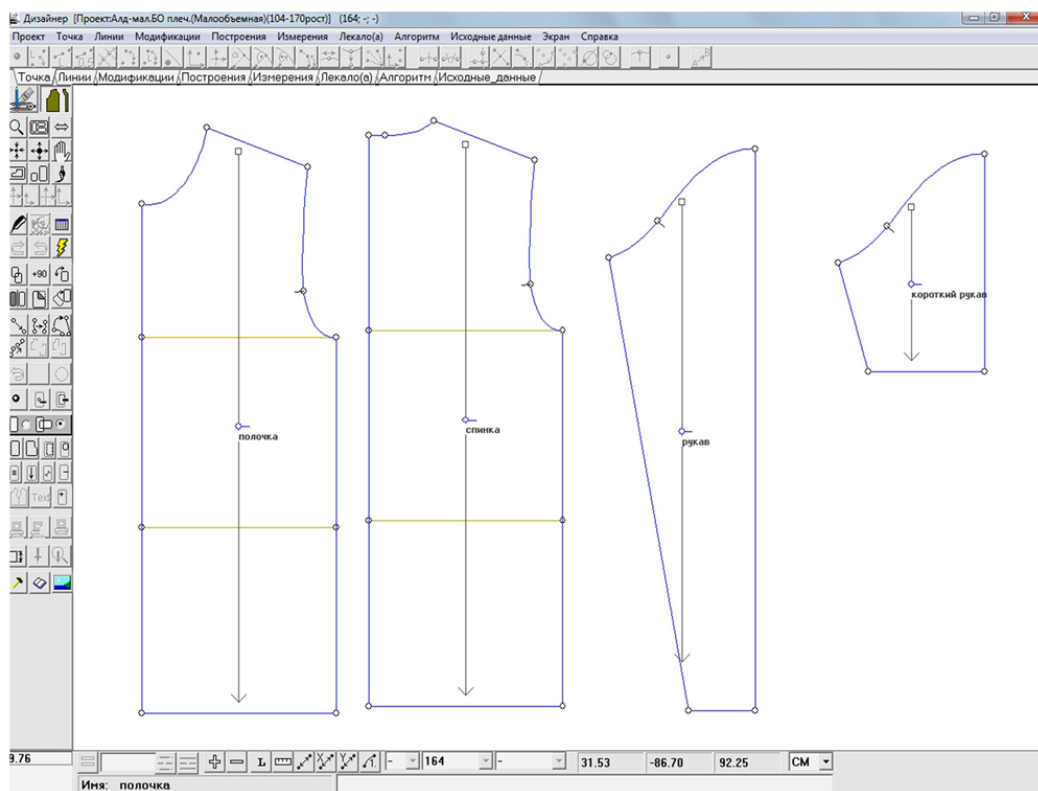 Дизайнер [Проект:Алд-мал.БО плеч.(Малообъемная)(104-170рост)] (164; -; -)
Проект Точка Линии Модификации Построения Измерения Лекало(а) Алгоритм Исходные данные Экран Справка
Точка Линии Модификации Построения Измерения Лекало(а) Алгоритм Исходные_данные
+90
короткий рукав
полочка
спинка
рукав
Text
9.76 L - 164 - 31.53 -86.70 92.25 СМ
Имя: полочка